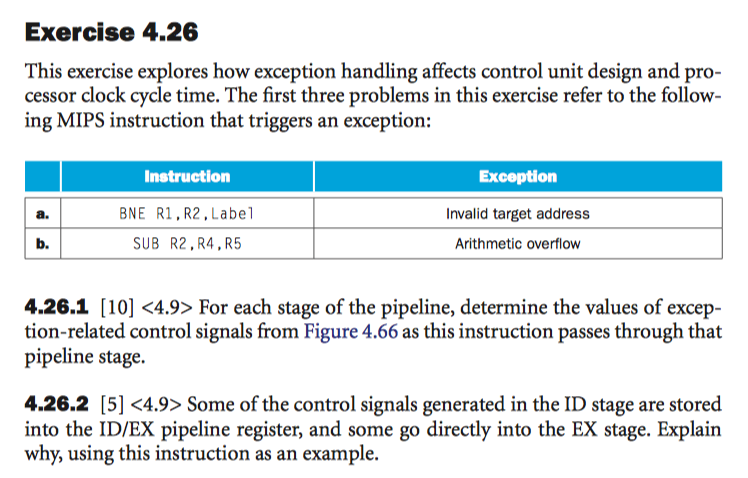 Exercise 4.26
This exercise explores how exception handling affects control unit design and pro-
cessor clock cycle time. The first three problems in this exercise refer to the follow-
ing MIPS instruction that triggers an exception:
Instruction Exception
a. BNE R1,R2,Label Invalid target address
b. SUB R2,R4,R5 Arithmetic overflow
4.26.1 [10] <4.9> For each stage of the pipeline, determine the values of excep-
tion-related control signals from Figure 4.66 as this instruction passes through that
pipeline stage.
4.26.2 [5] <4.9> Some of the control signals generated in the ID stage are stored
into the ID/EX pipeline register, and some go directly into the EX stage. Explain
why, using this instruction as an example.